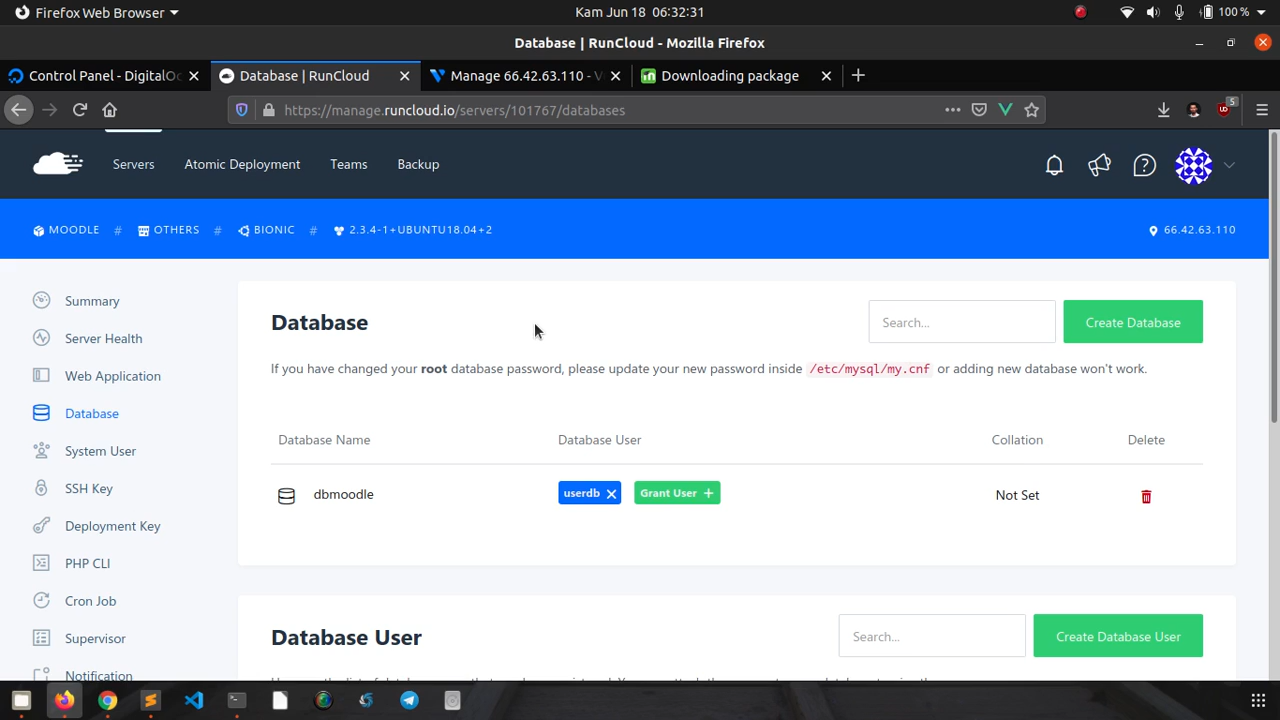 Firefox Web Browser
Kam Jun 18 06:32:31
100 %
Database | RunCloud - Mozilla Firefox
Control Panel - DigitalOc
Database | RunCloud
Manage 66.42.63.110 - V
Downloading package
https://manage.runcloud.io/servers/101767/databases
5
Servers
Atomic Deployment
Teams
Backup
MOODLE # OTHERS # BIONIC # 2.3.4-1+UBUNTU18.04+2
66.42.63.110
Summary
Server Health
Web Application
Database
System User
SSH Key
Deployment Key
PHP CLI
Cron Job
Supervisor
Notification
Database
Search...
Create Database
If you have changed your root database password, please update your new password inside /etc/mysql/my.cnf or adding new database won't work.
Database Name
Database User
Collation
Delete
dbmoodle
userdb
Grant User +
Not Set
Database User
Search...
Create Database User